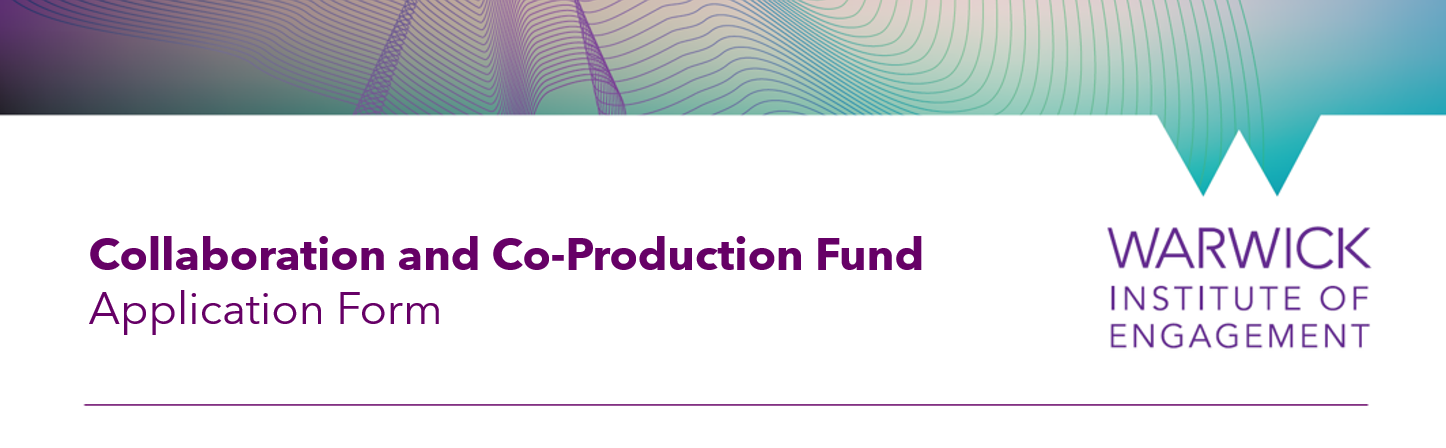 Collaboration and Co-Production Fund
Application Form
WARWICK
INSTITUTE OF
ENGAGEMENT